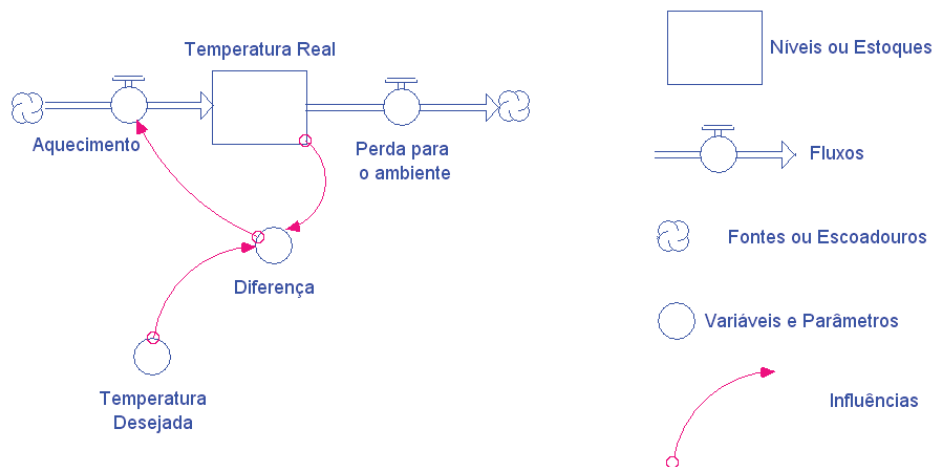 Temperatura Real
Aquecimento
Perda para
o ambiente
Diferença
Temperatura
Desejada
Níveis ou Estoques
Fluxos
Fontes ou Escoadouros
Variáveis e Parâmetros
Influências